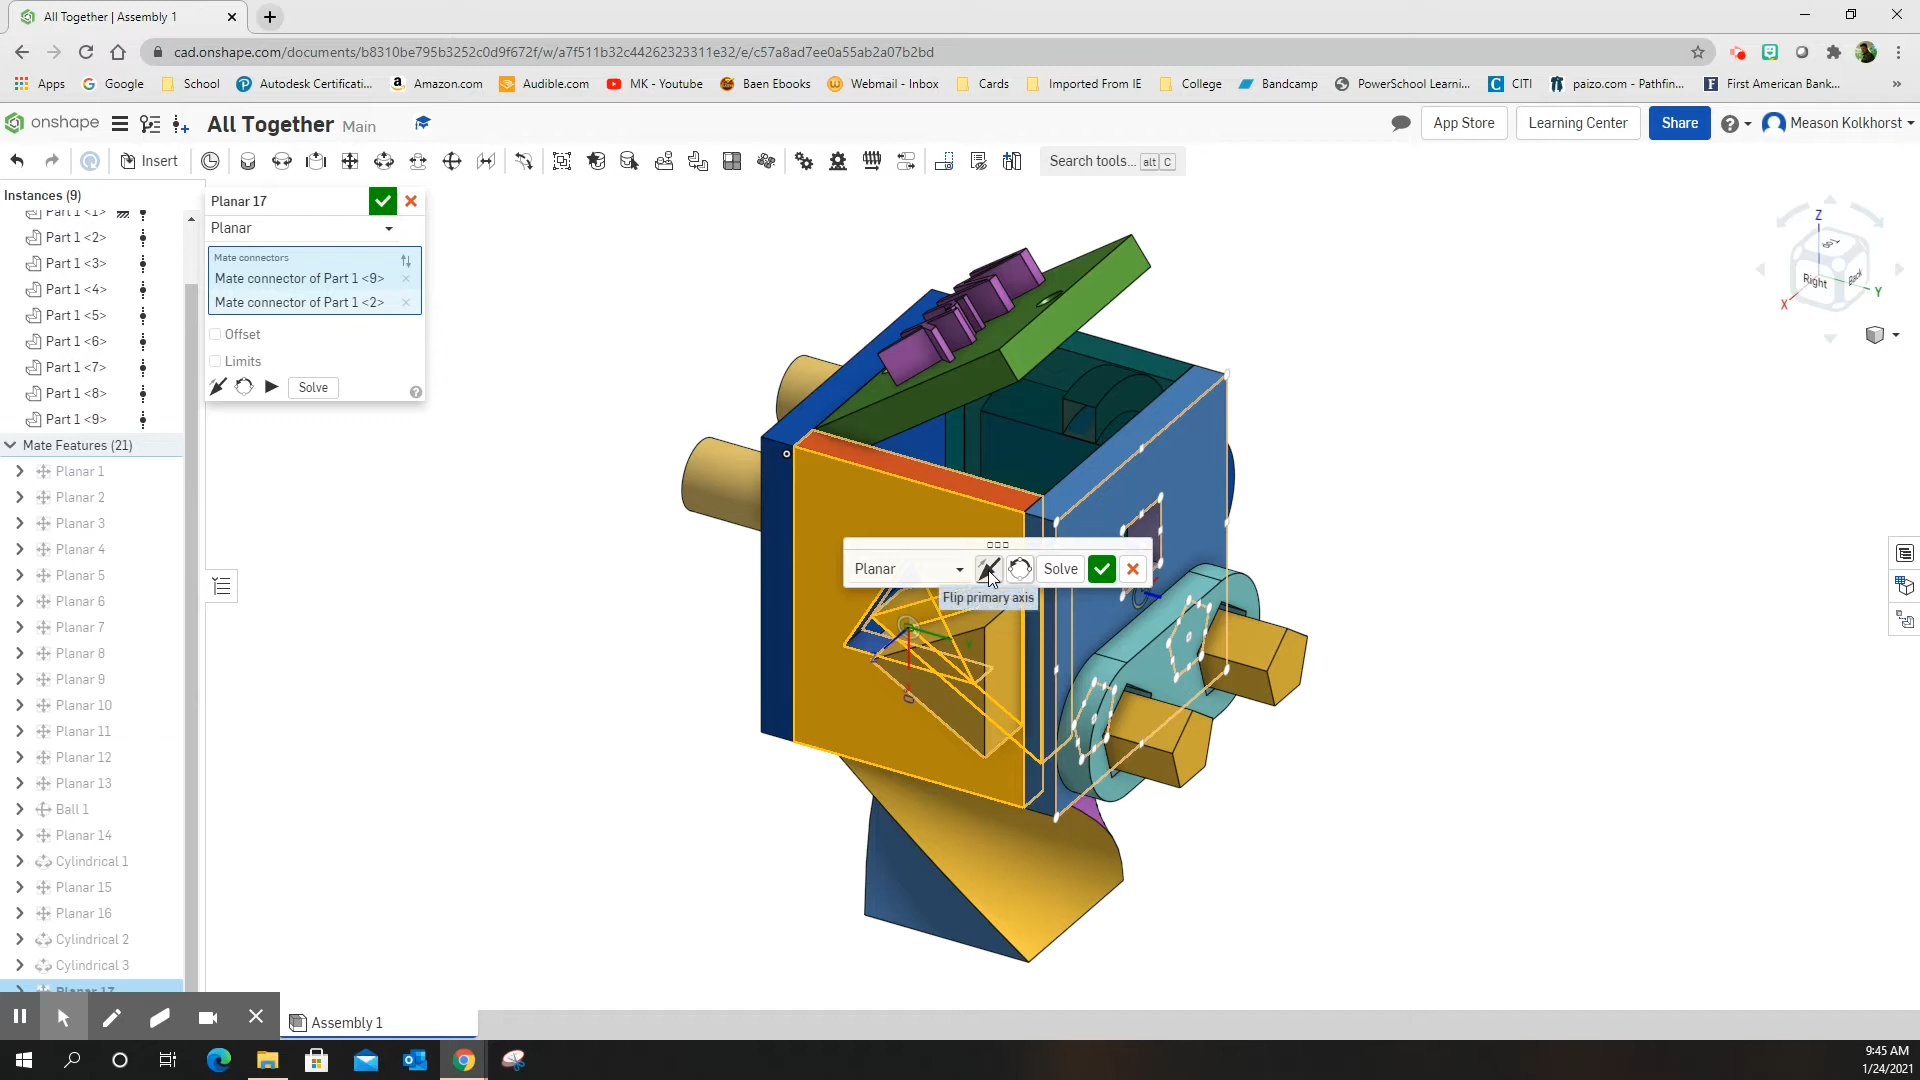 All Together | Assembly 1
cad.onshape.com/documents/b8310be795b3252c0d9f672f/w/a7f511b32c44262323311e32/e/c57a8ad7ee0a55ab2a07b2bd
Apps Google School Autodesk Certificati... Amazon.com Audible.com MK - Youtube Baen Ebooks Webmail - Inbox Cards Imported From IE College Bandcamp PowerSchool Learni... CITI paizo.com - Pathfin... First American Bank... »
onshape All Together Main App Store Learning Center Share Meason Kolkhorst
Insert Search tools... alt C
Instances (9)
Part 1 <1>
Part 1 <2>
Part 1 <3>
Part 1 <4>
Part 1 <5>
Part 1 <6>
Part 1 <7>
Part 1 <8>
Part 1 <9>
Mate Features (21)
Planar 1
Planar 2
Planar 3
Planar 4
Planar 5
Planar 6
Planar 7
Planar 8
Planar 9
Planar 10
Planar 11
Planar 12
Planar 13
Ball 1
Planar 14
Cylindrical 1
Planar 15
Planar 16
Cylindrical 2
Cylindrical 3
Planar 17
Planar 17
Planar
Mate connectors
Mate connector of Part 1 <9>
Mate connector of Part 1 <2>
Offset
Limits
Solve
Planar Solve
Flip primary axis
Z
Top
Right Back
X Y
Assembly 1
9:45 AM
1/24/2021